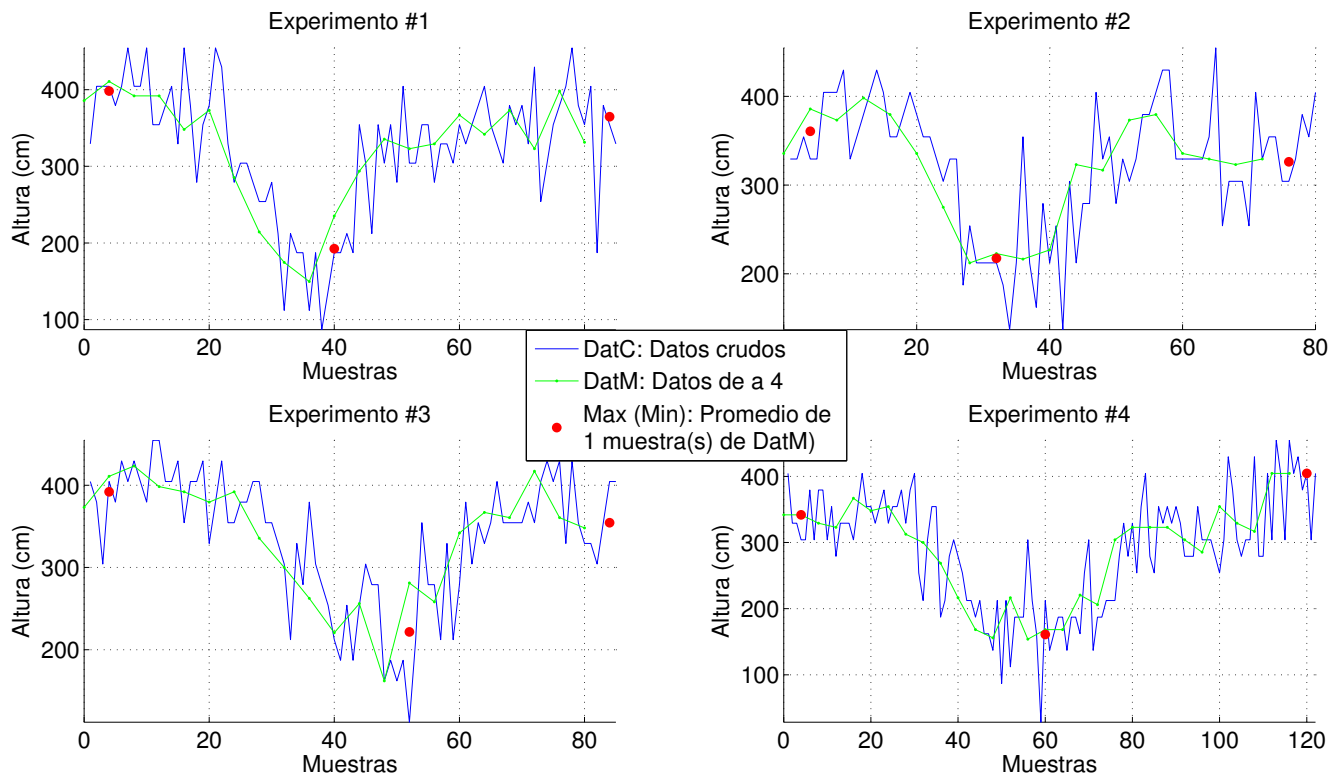 Experimento #1
Altura (cm)
400
300
200
100
0
20
40
60
80
Muestras
Experimento #2
Altura (cm)
400
300
200
20
40
60
80
DatC: Datos crudos
DatM: Datos de a 4
Max (Min): Promedio de
1 muestra(s) de DatM)
Experimento #3
Altura (cm)
400
300
200
0
20
40
60
80
Muestras
Experimento #4
Altura (cm)
400
300
200
100
0
20
40
60
80
100
120
Muestras